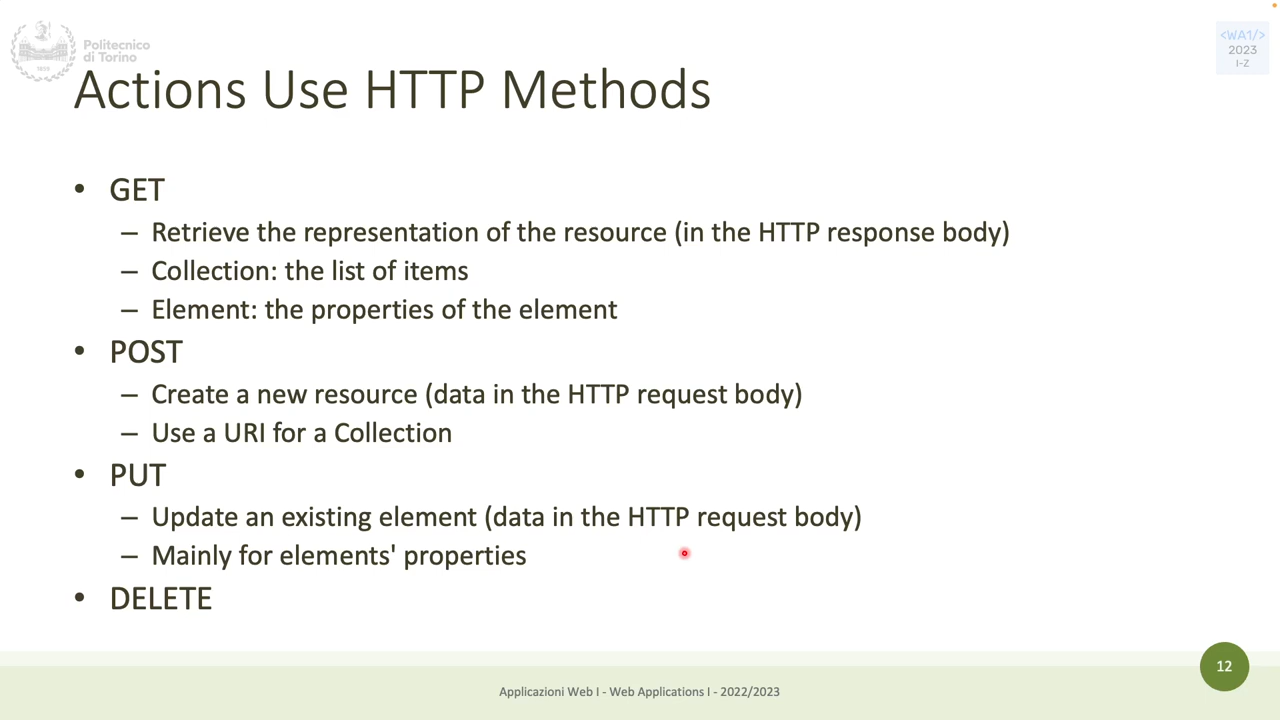 Politecnico
di Torino
1859
<WA1/>
2023
I-Z
Actions Use HTTP Methods
• GET
– Retrieve the representation of the resource (in the HTTP response body)
– Collection: the list of items
– Element: the properties of the element
• POST
– Create a new resource (data in the HTTP request body)
– Use a URI for a Collection
• PUT
– Update an existing element (data in the HTTP request body)
– Mainly for elements' properties
• DELETE
12
Applicazioni Web I - Web Applications I - 2022/2023